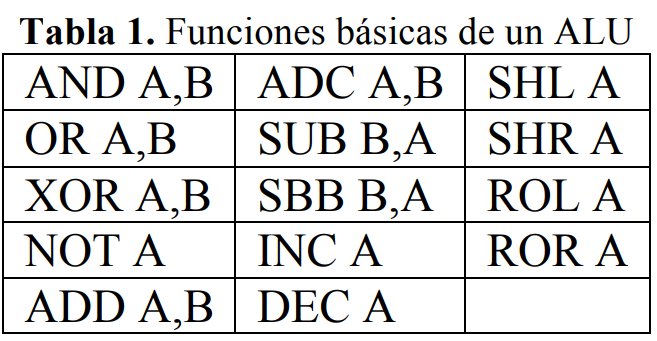 Tabla 1. Funciones básicas de un ALU
AND A,B ADC A,B SHL A
OR A,B SUB B,A SHR A
XOR A,B SBB B,A ROL A
NOT A INC A ROR A
ADD A,B DEC A